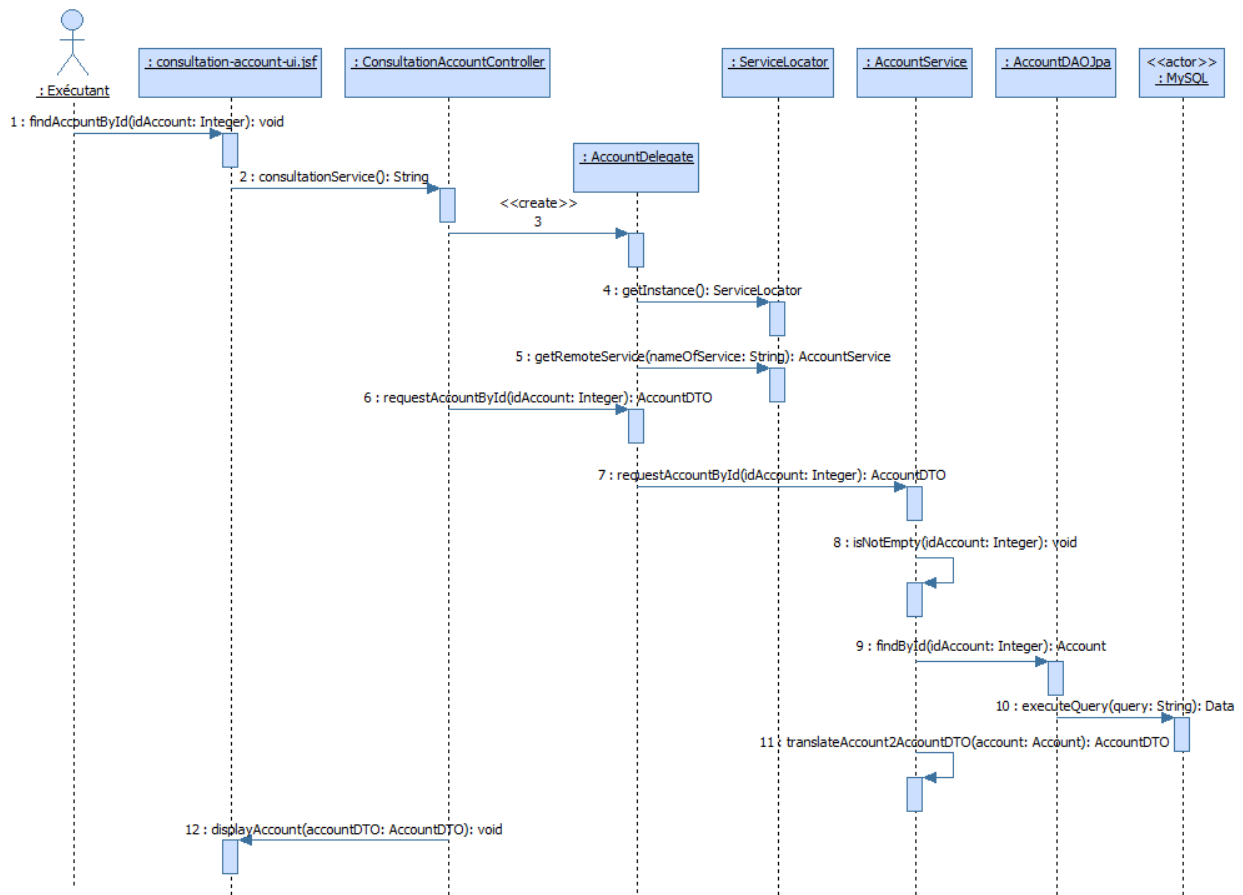 : Exécutant
: consultation-account-ui.jsf
: ConsultationAccountController
: ServiceLocator
: AccountService
: AccountDAOJpa
<<actor>>
: MySQL
1 : findAccountById(idAccount: Integer): void
: AccountDelegate
2 : consultationService(): String
<<create>>
3
4 : getInstance(): ServiceLocator
5 : getRemoteService(nameOfService: String): AccountService
6 : requestAccountById(idAccount: Integer): AccountDTO
7 : requestAccountById(idAccount: Integer): AccountDTO
8 : isNotEmpty(idAccount: Integer): void
9 : findById(idAccount: Integer): Account
10 : executeQuery(query: String): Data
11 : translateAccount2AccountDTO(account: Account): AccountDTO
12 : displayAccount(accountDTO: AccountDTO): void